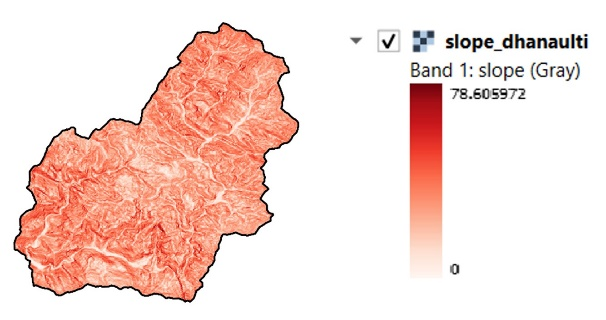 slope_dhanaulti
Band 1: slope (Gray)
78.605972
0